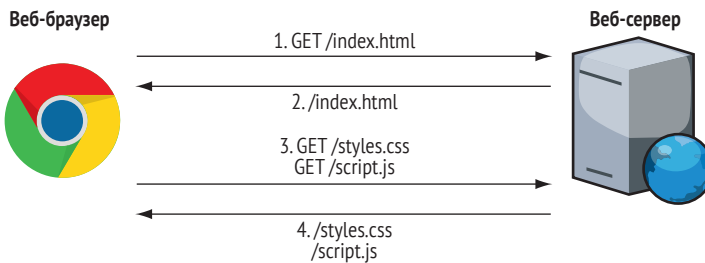 Веб-браузер
Веб-сервер
1. GET /index.html
2. /index.html
3. GET /styles.css
GET /script.js
4. /styles.css
/script.js